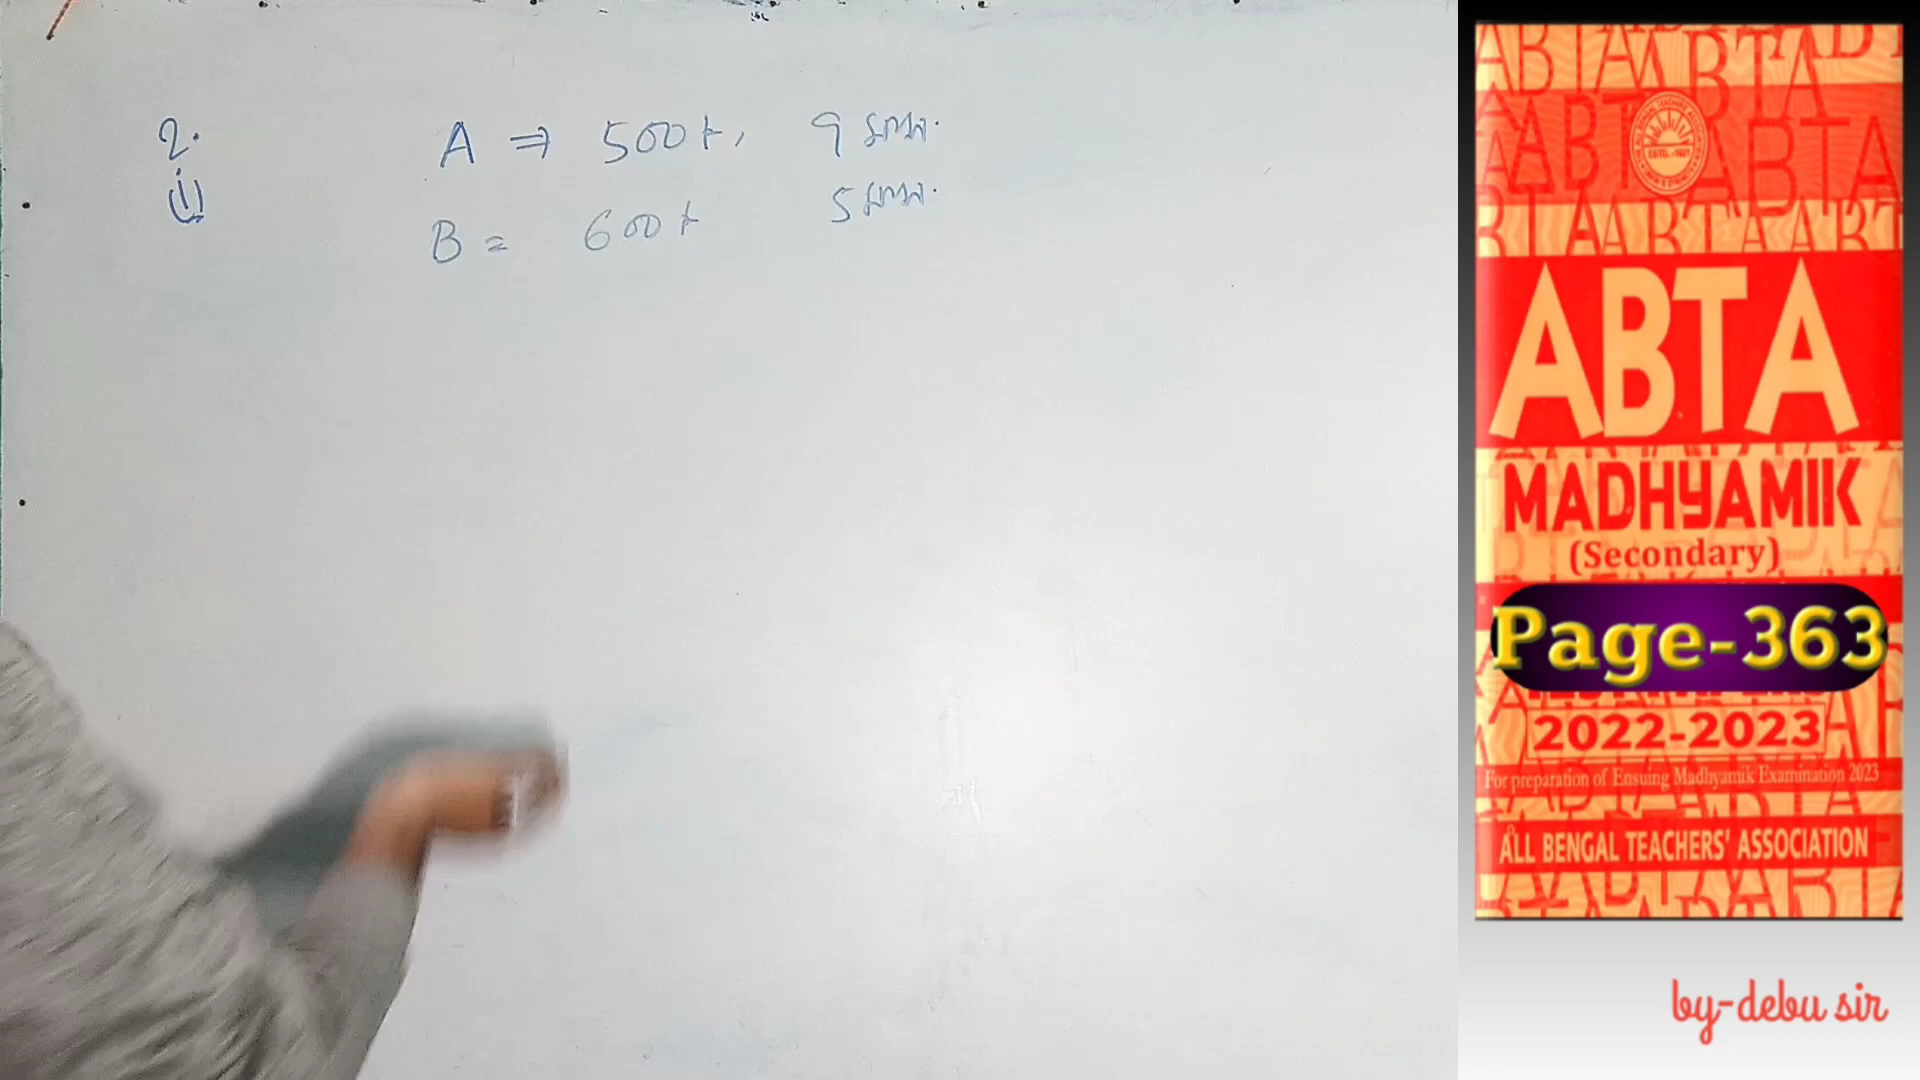 2.
(i)
A ⇒ 500 t, 9 মাস.
B = 600 t 5 মাস.
ABTA
MADHYAMIK
(Secondary)
Page-363
2022-2023
For preparation of Ensuing Madhyamik Examination 2023
ALL BENGAL TEACHERS' ASSOCIATION
by-debu sir